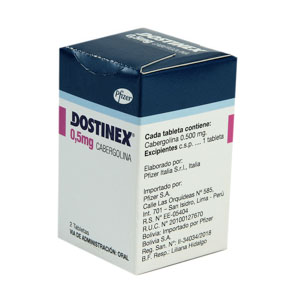 Pfizer
DOSTINEX®
0,5mg CABERGOLINA
2 Tabletas
VIA DE ADMINISTRACIÓN ORAL
Pfizer
Cada tableta contiene:
Cabergolina 0.500 mg.
Excipientes c.s.p. ... 1 tableta
Elaborado por:
Pfizer Italia S.r.l., Italia.
Importado por:
Pfizer S.A.
Calle Las Orquídeas N° 585,
Int. 701 - San Isidro, Lima - Perú
R.S. N° EE-05404
R.U.C. N° 20100127670
Bolivia: Importado por Pfizer
Bolivia S.A.
Reg. San. N°: II-34034/2018
B.F. Resp.: Liliana Hidalgo